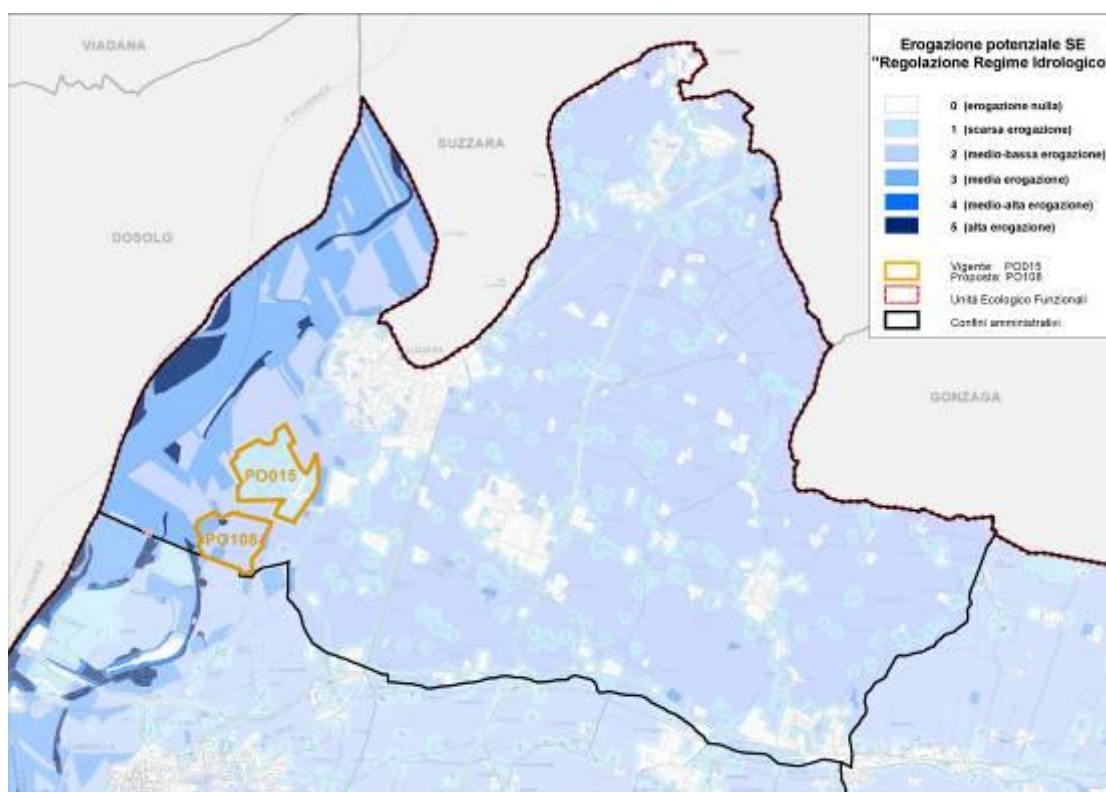 VIADANA
SUZZARA
DOSOLO
GONZAGA
LUZZARA
PO015
PO108
Erogazione potenziale SE
"Regolazione Regime Idrologico
0 (erogazione nulla)
1 (scarsa erogazione)
2 (medio-bassa erogazione)
3 (media erogazione)
4 (medio-alta erogazione)
5 (alta erogazione)
Vigente: PO015
Proposta: PO108
Unità Ecologico Funzionali
Confini amministrativi